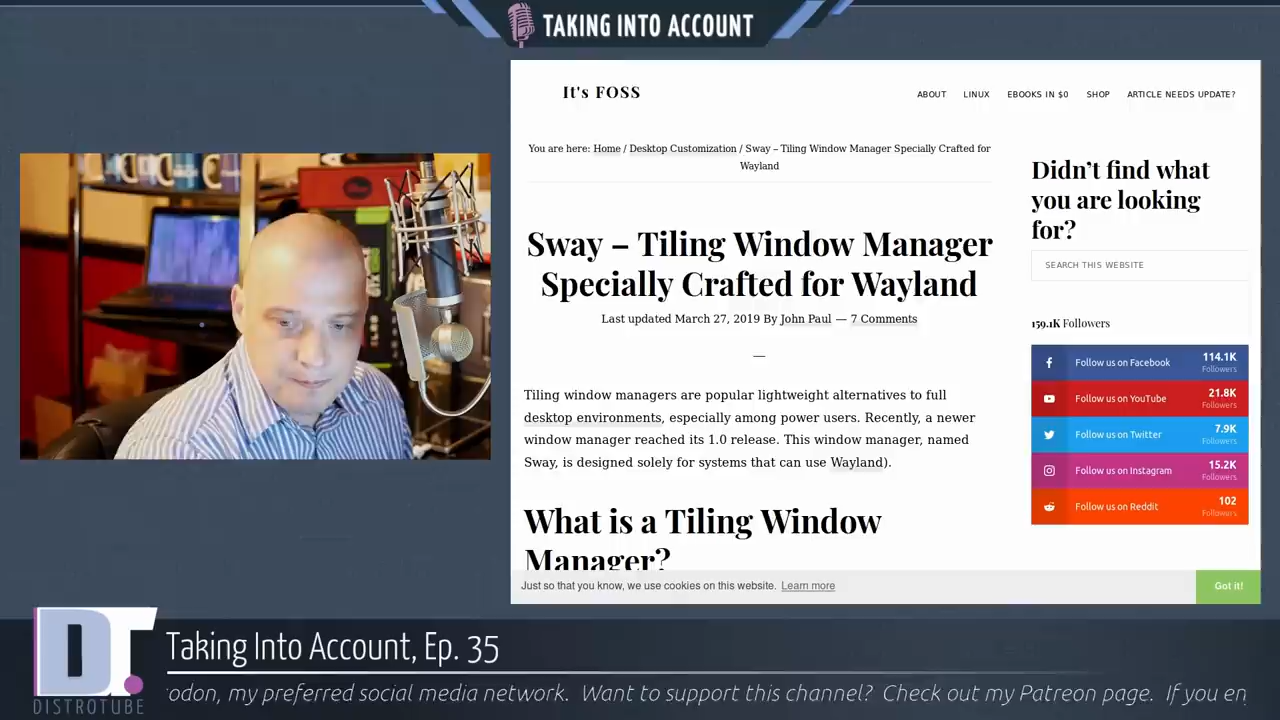 TAKING INTO ACCOUNT
It's FOSS
ABOUT LINUX EBOOKS IN $0 SHOP ARTICLE NEEDS UPDATE?
You are here: Home / Desktop Customization / Sway – Tiling Window Manager Specially Crafted for
Wayland
Sway – Tiling Window Manager
Specially Crafted for Wayland
Last updated March 27, 2019 By John Paul — 7 Comments
—
Tiling window managers are popular lightweight alternatives to full
desktop environments, especially among power users. Recently, a newer
window manager reached its 1.0 release. This window manager, named
Sway, is designed solely for systems that can use Wayland).
What is a Tiling Window
Manager?
Didn't find what
you are looking
for?
SEARCH THIS WEBSITE
159.1K Followers
Follow us on Facebook 114.1K Followers
Follow us on YouTube 21.8K Followers
Follow us on Twitter 7.9K Followers
Follow us on Instagram 15.2K Followers
Follow us on Reddit 102 Followers
Just so that you know, we use cookies on this website. Learn more Got it!
DT
DISTROTUBE
Taking Into Account, Ep. 35
odon, my preferred social media network. Want to support this channel? Check out my Patreon page. If you en